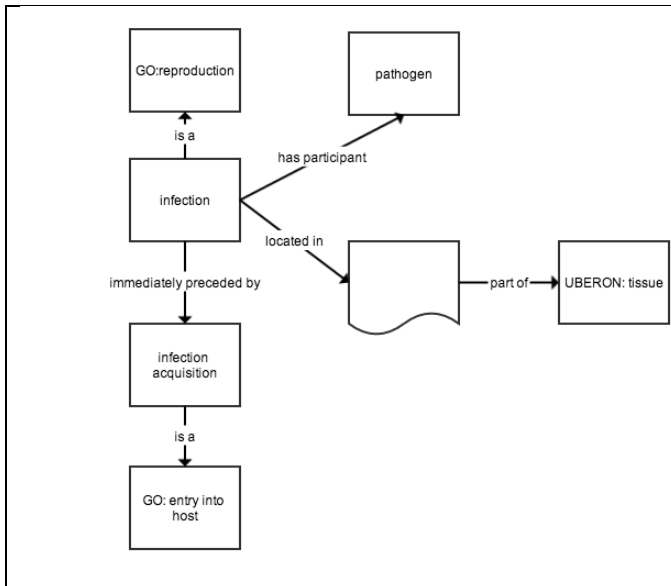 GO:reproduction
pathogen
is a
has participant
infection
located in
immediately preceded by
part of
UBERON: tissue
infection
acquisition
is a
GO: entry into
host